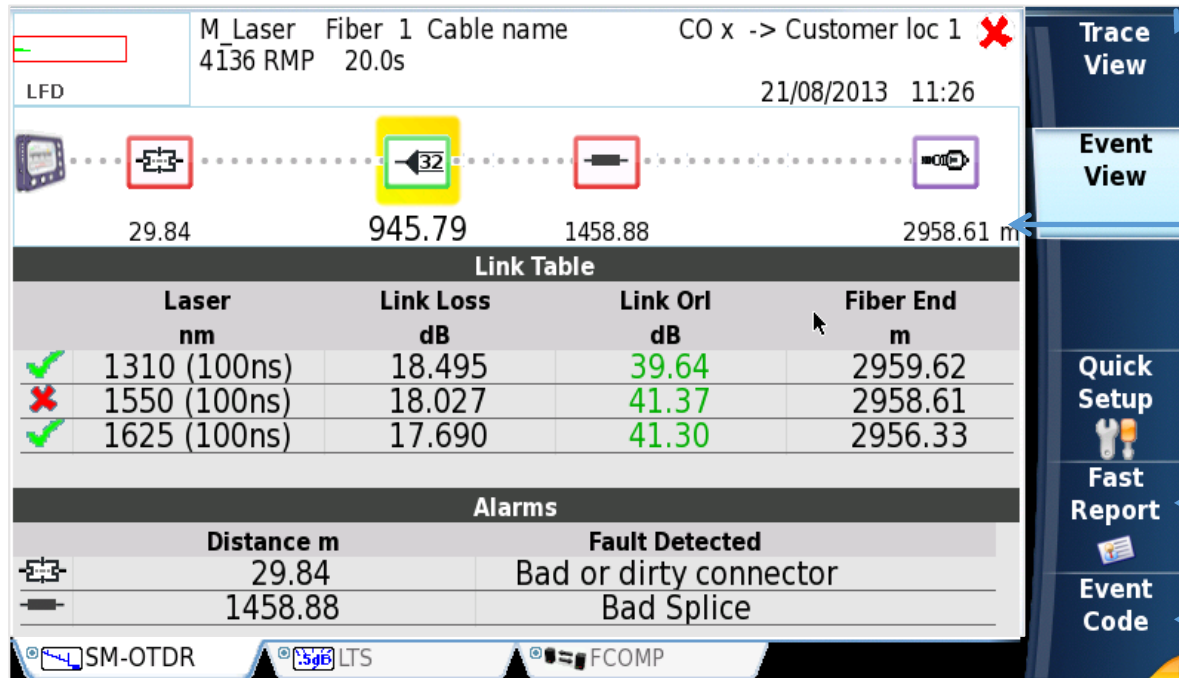 M_Laser Fiber 1 Cable name CO x -> Customer loc 1
4136 RMP 20.0s
LFD
21/08/2013 11:26
32
29.84 945.79 1458.88 2958.61 m
Link Table
Laser Link Loss Link Orl Fiber End
nm dB dB m
1310 (100ns) 18.495 39.64 2959.62
1550 (100ns) 18.027 41.37 2958.61
1625 (100ns) 17.690 41.30 2956.33
Alarms
Distance m Fault Detected
29.84 Bad or dirty connector
1458.88 Bad Splice
SM-OTDR .5dB LTS FCOMP
Trace
View
Event
View
Quick
Setup
Fast
Report
Event
Code